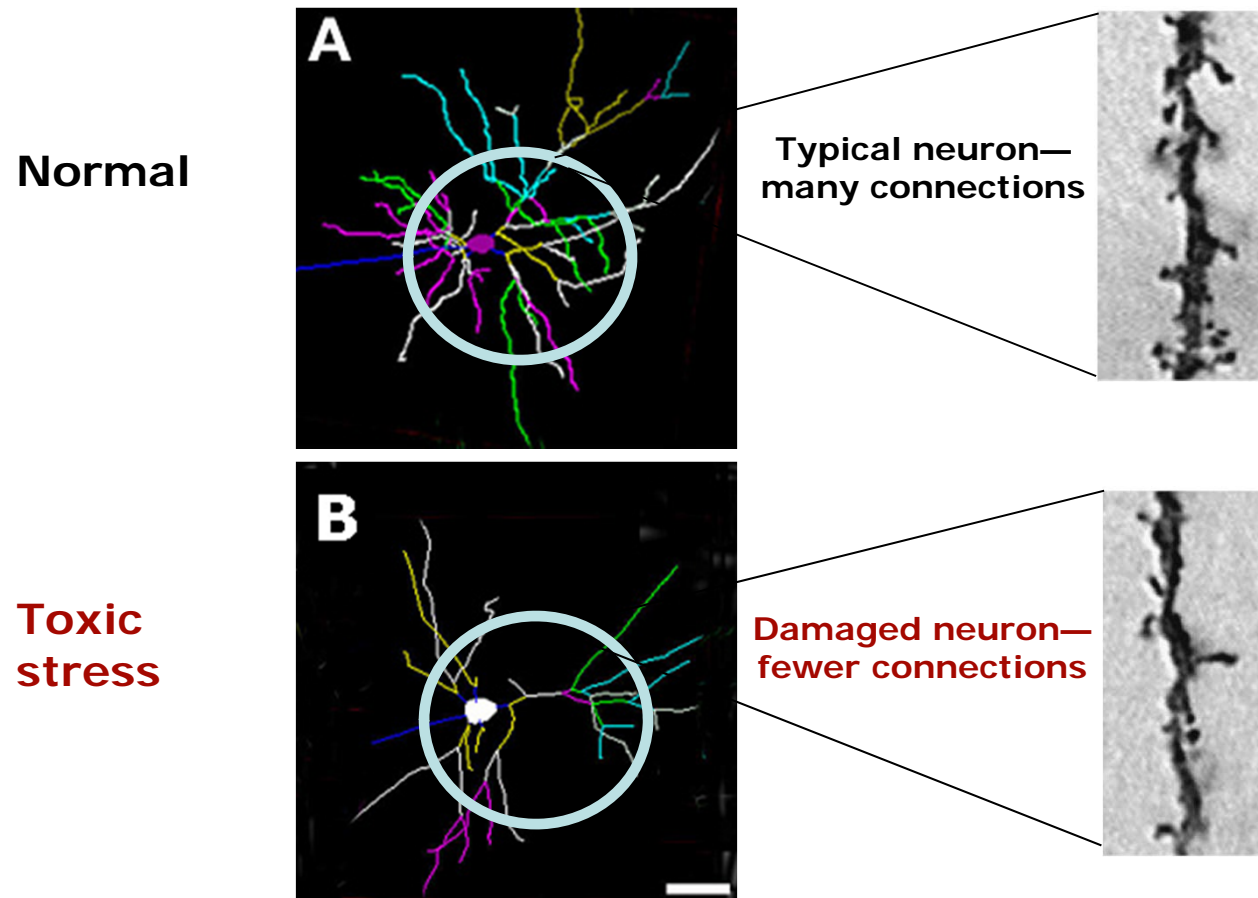 A
Normal
Typical neuron—
many connections
B
Toxic
stress
Damaged neuron—
fewer connections